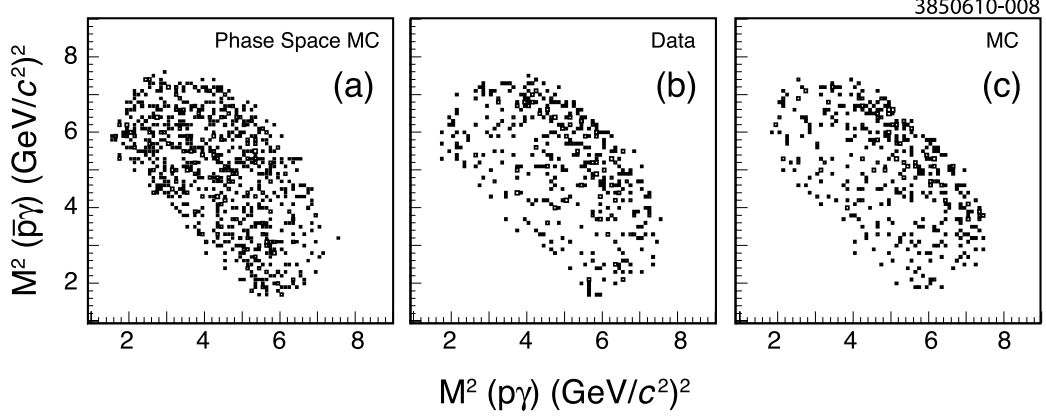 3850610-008
Phase Space MC
(a)
Data
(b)
MC
(c)
M² (p̅γ) (GeV/c²)²
8
6
4
2
2 4 6 8
2 4 6 8
2 4 6 8
M² (pγ) (GeV/c²)²